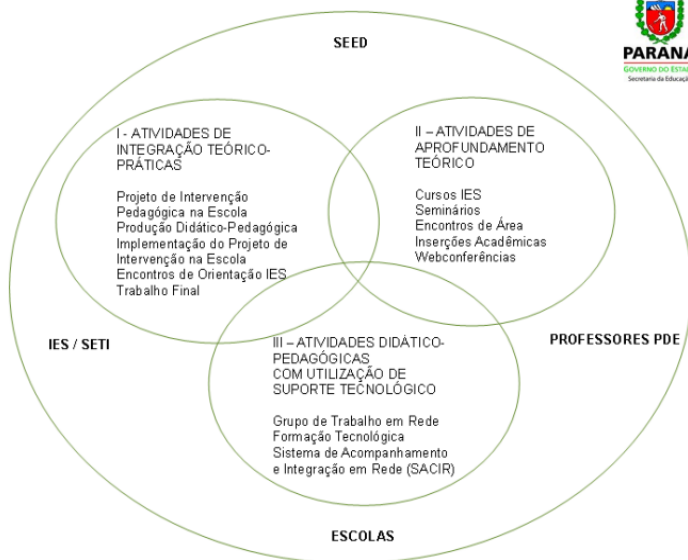 SEED
PARANÁ
GOVERNO DO ESTADO
Secretaria da Educação
I - ATIVIDADES DE
INTEGRAÇÃO TEÓRICO-
PRÁTICAS
Projeto de Intervenção
Pedagógica na Escola
Produção Didático-Pedagógica
Implementação do Projeto de
Intervenção na Escola
Encontros de Orientação IES
Trabalho Final
II – ATIVIDADES DE
APROFUNDAMENTO
TEÓRICO
Cursos IES
Seminários
Encontros de Área
Inserções Acadêmicas
Webconferências
IES / SETI
PROFESSORES PDE
III – ATIVIDADES DIDÁTICO-
PEDAGÓGICAS
COM UTILIZAÇÃO DE
SUPORTE TECNOLÓGICO
Grupo de Trabalho em Rede
Formação Tecnológica
Sistema de Acompanhamento
e Integração em Rede (SACIR)
ESCOLAS